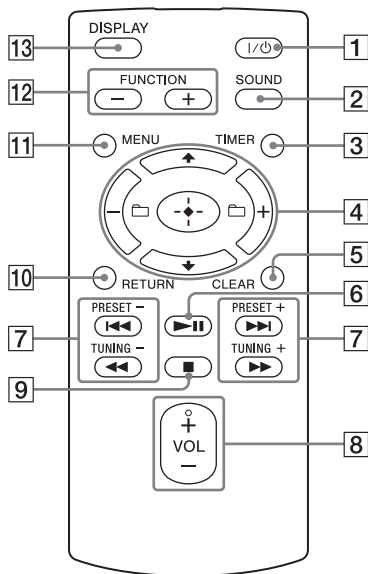 DISPLAY
13
I/⏻
1
FUNCTION
12
− +
SOUND
2
11
MENU
TIMER
3
− +
4
10
RETURN
CLEAR
5
6
PRESET −
PRESET +
7
7
TUNING −
TUNING +
9
+
VOL
−
8